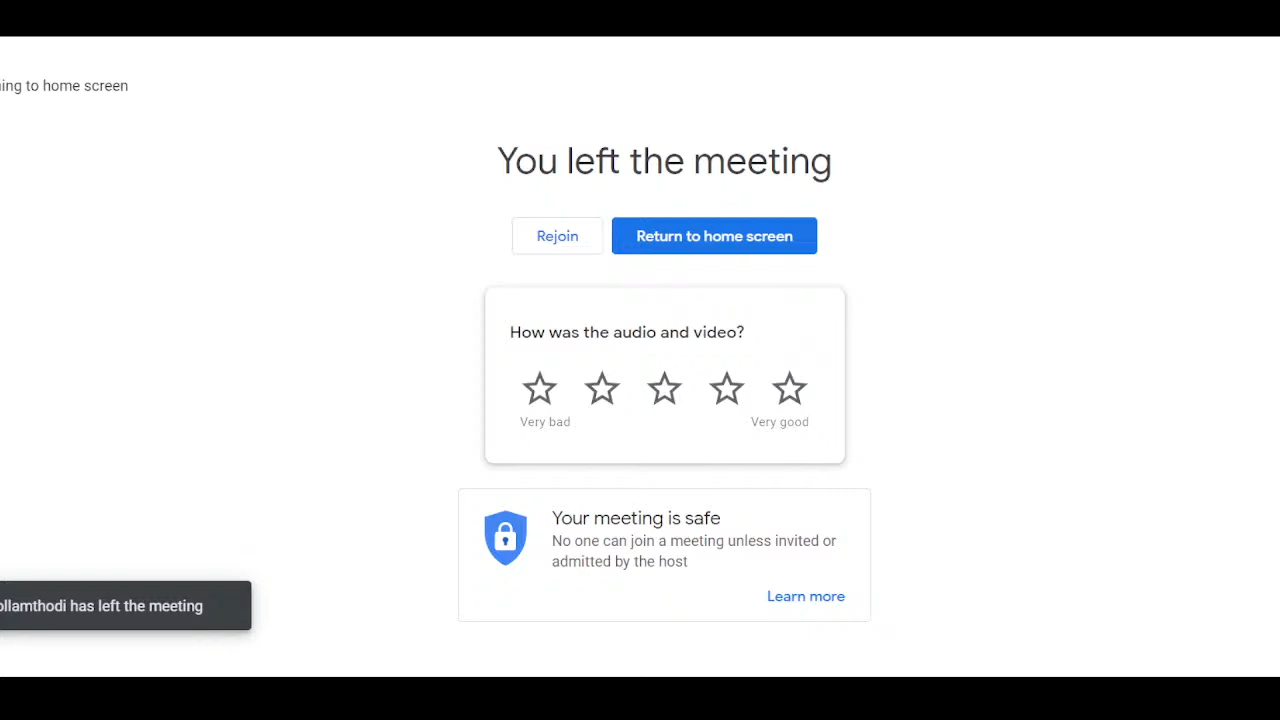 to home screen
You left the meeting
Rejoin
Return to home screen
How was the audio and video?
Very bad
Very good
Your meeting is safe
No one can join a meeting unless invited or
admitted by the host
Learn more
has left the meeting